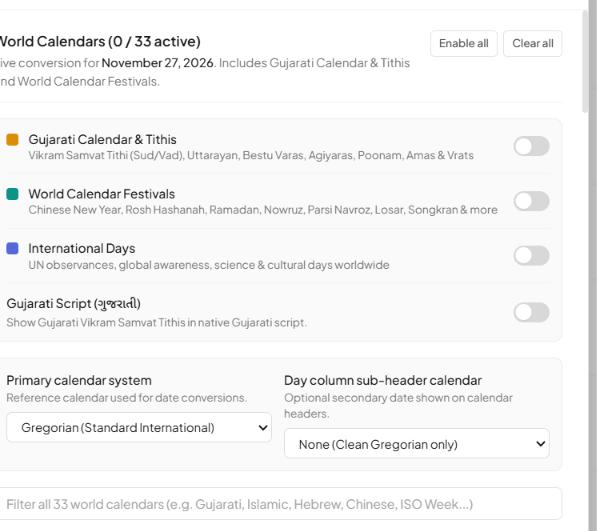 World Calendars (0 / 33 active)
Enable all
Clear all
ive conversion for November 27, 2026. Includes Gujarati Calendar & Tithis
nd World Calendar Festivals.
Gujarati Calendar & Tithis
Vikram Samvat Tithi (Sud/Vad), Uttarayan, Bestu Varas, Agiyaras, Poonam, Amas & Vrats
World Calendar Festivals
Chinese New Year, Rosh Hashanah, Ramadan, Nowruz, Parsi Navroz, Losar, Songkran & more
International Days
UN observances, global awareness, science & cultural days worldwide
Gujarati Script (ગુજરાતી)
Show Gujarati Vikram Samvat Tithis in native Gujarati script.
Primary calendar system
Reference calendar used for date conversions.
Gregorian (Standard International)
Day column sub-header calendar
Optional secondary date shown on calendar
headers.
None (Clean Gregorian only)
Filter all 33 world calendars (e.g. Gujarati, Islamic, Hebrew, Chinese, ISO Week...)